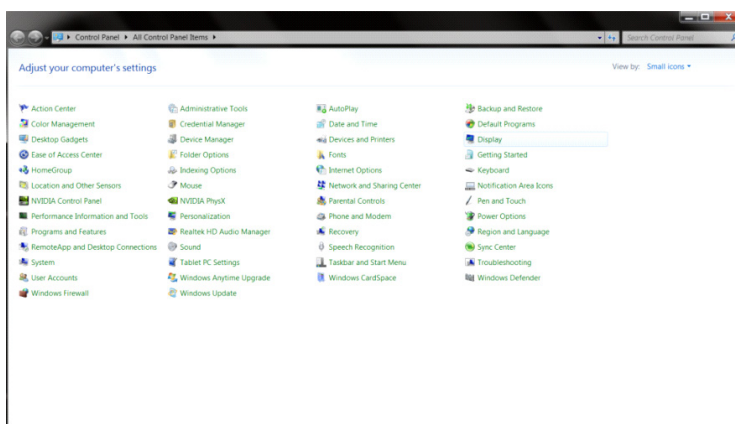 Control Panel ▸ All Control Panel Items ▸
Search Control Panel
Adjust your computer's settings
View by: Small icons
Action Center
Administrative Tools
AutoPlay
Backup and Restore
Color Management
Credential Manager
Date and Time
Default Programs
Desktop Gadgets
Device Manager
Devices and Printers
Display
Ease of Access Center
Folder Options
Fonts
Getting Started
HomeGroup
Indexing Options
Internet Options
Keyboard
Location and Other Sensors
Mouse
Network and Sharing Center
Notification Area Icons
NVIDIA Control Panel
NVIDIA PhysX
Parental Controls
Pen and Touch
Performance Information and Tools
Personalization
Phone and Modem
Power Options
Programs and Features
Realtek HD Audio Manager
Recovery
Region and Language
RemoteApp and Desktop Connections
Sound
Speech Recognition
Sync Center
System
Tablet PC Settings
Taskbar and Start Menu
Troubleshooting
User Accounts
Windows Anytime Upgrade
Windows CardSpace
Windows Defender
Windows Firewall
Windows Update